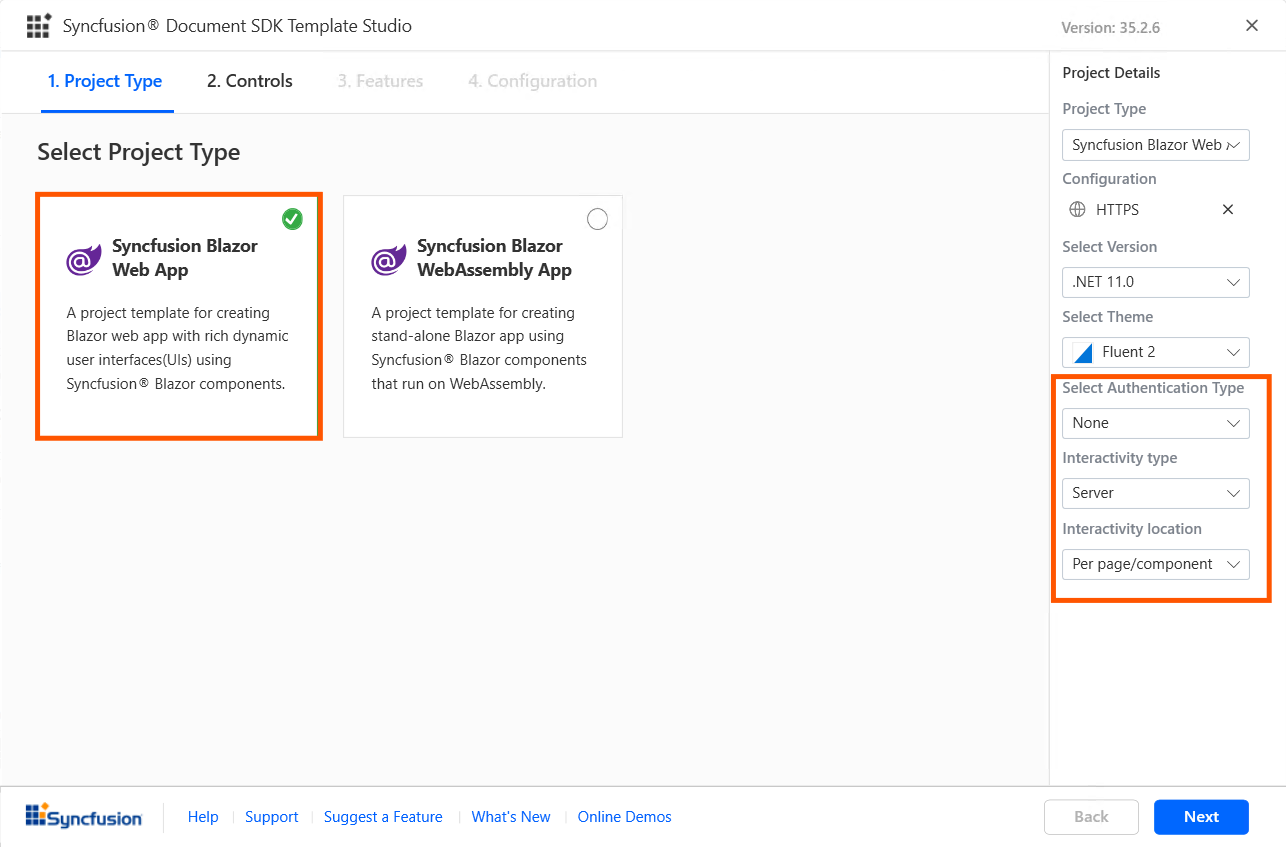 Syncfusion® Document SDK Template Studio
Version: 35.2.6
1. Project Type
2. Controls
3. Features
4. Configuration
Select Project Type
Syncfusion Blazor
Web App
A project template for creating
Blazor web app with rich dynamic
user interfaces(UIs) using
Syncfusion® Blazor components.
Syncfusion Blazor
WebAssembly App
A project template for creating
stand-alone Blazor app using
Syncfusion® Blazor components
that run on WebAssembly.
Project Details
Project Type
Syncfusion Blazor Web
Configuration
HTTPS
Select Version
.NET 11.0
Select Theme
Fluent 2
Select Authentication Type
None
Interactivity type
Server
Interactivity location
Per page/component
Syncfusion
Help
Support
Suggest a Feature
What's New
Online Demos
Back
Next